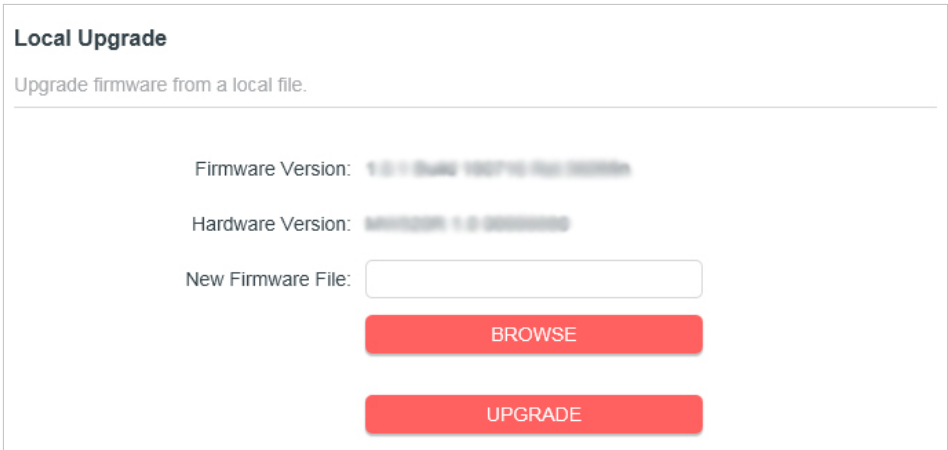 Local Upgrade
Upgrade firmware from a local file.
Firmware Version:
Hardware Version:
New Firmware File:
BROWSE
UPGRADE